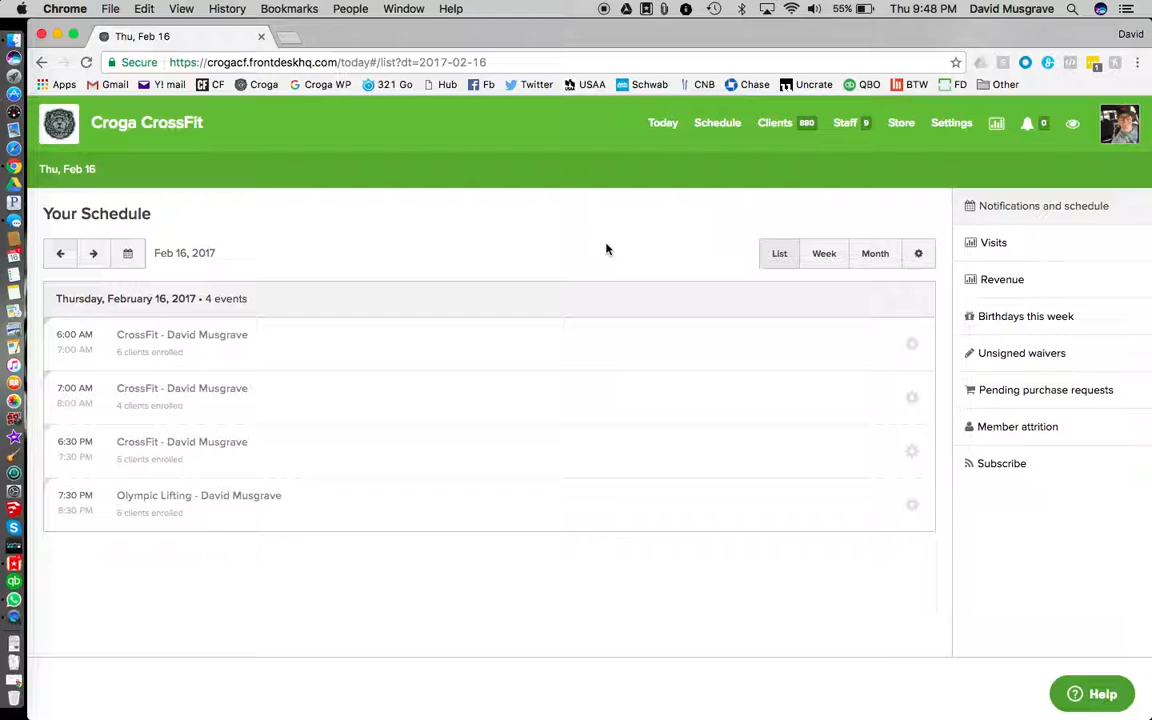 Chrome File Edit View History Bookmarks People Window Help 55% Thu 9:48 PM David Musgrave
Thu, Feb 16 David
Secure https://crogacf.frontdeskhq.com/today#/list?dt=2017-02-16
Apps Gmail Y! mail CF Croga Croga WP 321 Go Hub Fb Twitter USAA Schwab CNB Chase Uncrate QBO BTW FD Other
Croga CrossFit Today Schedule Clients 880 Staff 9 Store Settings 0
Thu, Feb 16
Your Schedule
Feb 16, 2017 List Week Month
Thursday, February 16, 2017 • 4 events
6:00 AM CrossFit - David Musgrave
7:00 AM 6 clients enrolled
7:00 AM CrossFit - David Musgrave
8:00 AM 4 clients enrolled
6:30 PM CrossFit - David Musgrave
7:30 PM 5 clients enrolled
7:30 PM Olympic Lifting - David Musgrave
8:30 PM 6 clients enrolled
Notifications and schedule
Visits
Revenue
Birthdays this week
Unsigned waivers
Pending purchase requests
Member attrition
Subscribe
Help